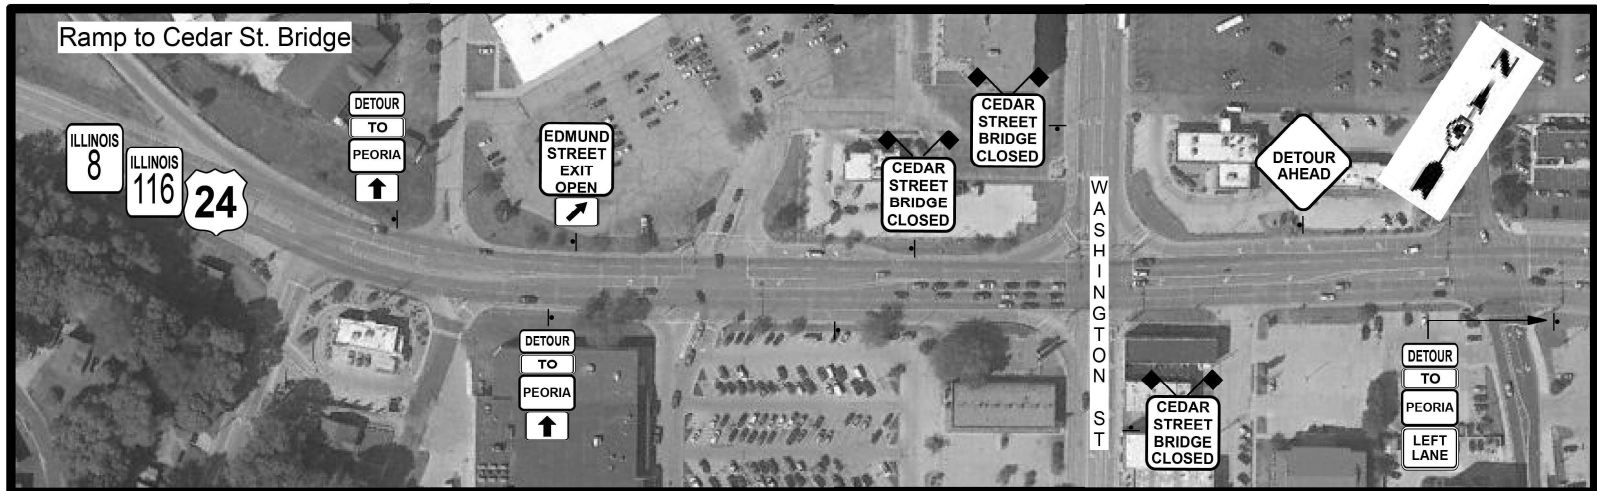 Ramp to Cedar St. Bridge
ILLINOIS
8
ILLINOIS
116
24
DETOUR
TO
PEORIA
EDMUND
STREET
EXIT
OPEN
CEDAR
STREET
BRIDGE
CLOSED
CEDAR
STREET
BRIDGE
CLOSED
WASHINGTON ST
DETOUR
AHEAD
N
DETOUR
TO
PEORIA
CEDAR
STREET
BRIDGE
CLOSED
DETOUR
TO
PEORIA
LEFT
LANE